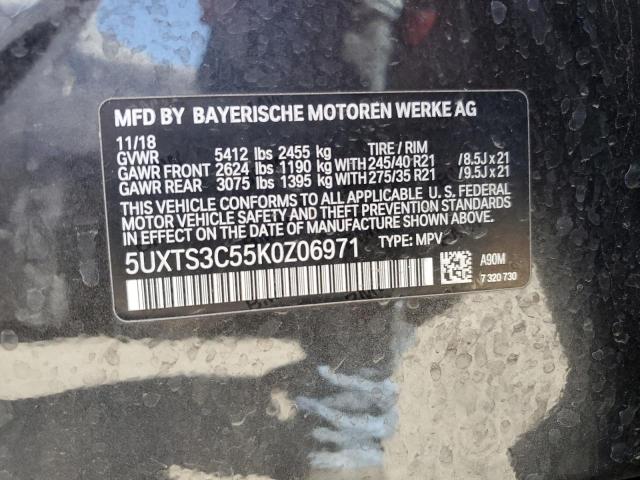 MFD BY BAYERISCHE MOTOREN WERKE AG
11/18
GVWR 5412 lbs 2455 kg TIRE / RIM
GAWR FRONT 2624 lbs 1190 kg WITH 245/40 R21 /8.5J x 21
GAWR REAR 3075 lbs 1395 kg WITH 275/35 R21 /9.5J x 21
THIS VEHICLE CONFORMS TO ALL APPLICABLE U. S. FEDERAL
MOTOR VEHICLE SAFETY AND THEFT PREVENTION STANDARDS
IN EFFECT ON THE DATE OF MANUFACTURE SHOWN ABOVE.
5UXTS3C55K0Z06971 TYPE: MPV
A90M
7 320 730